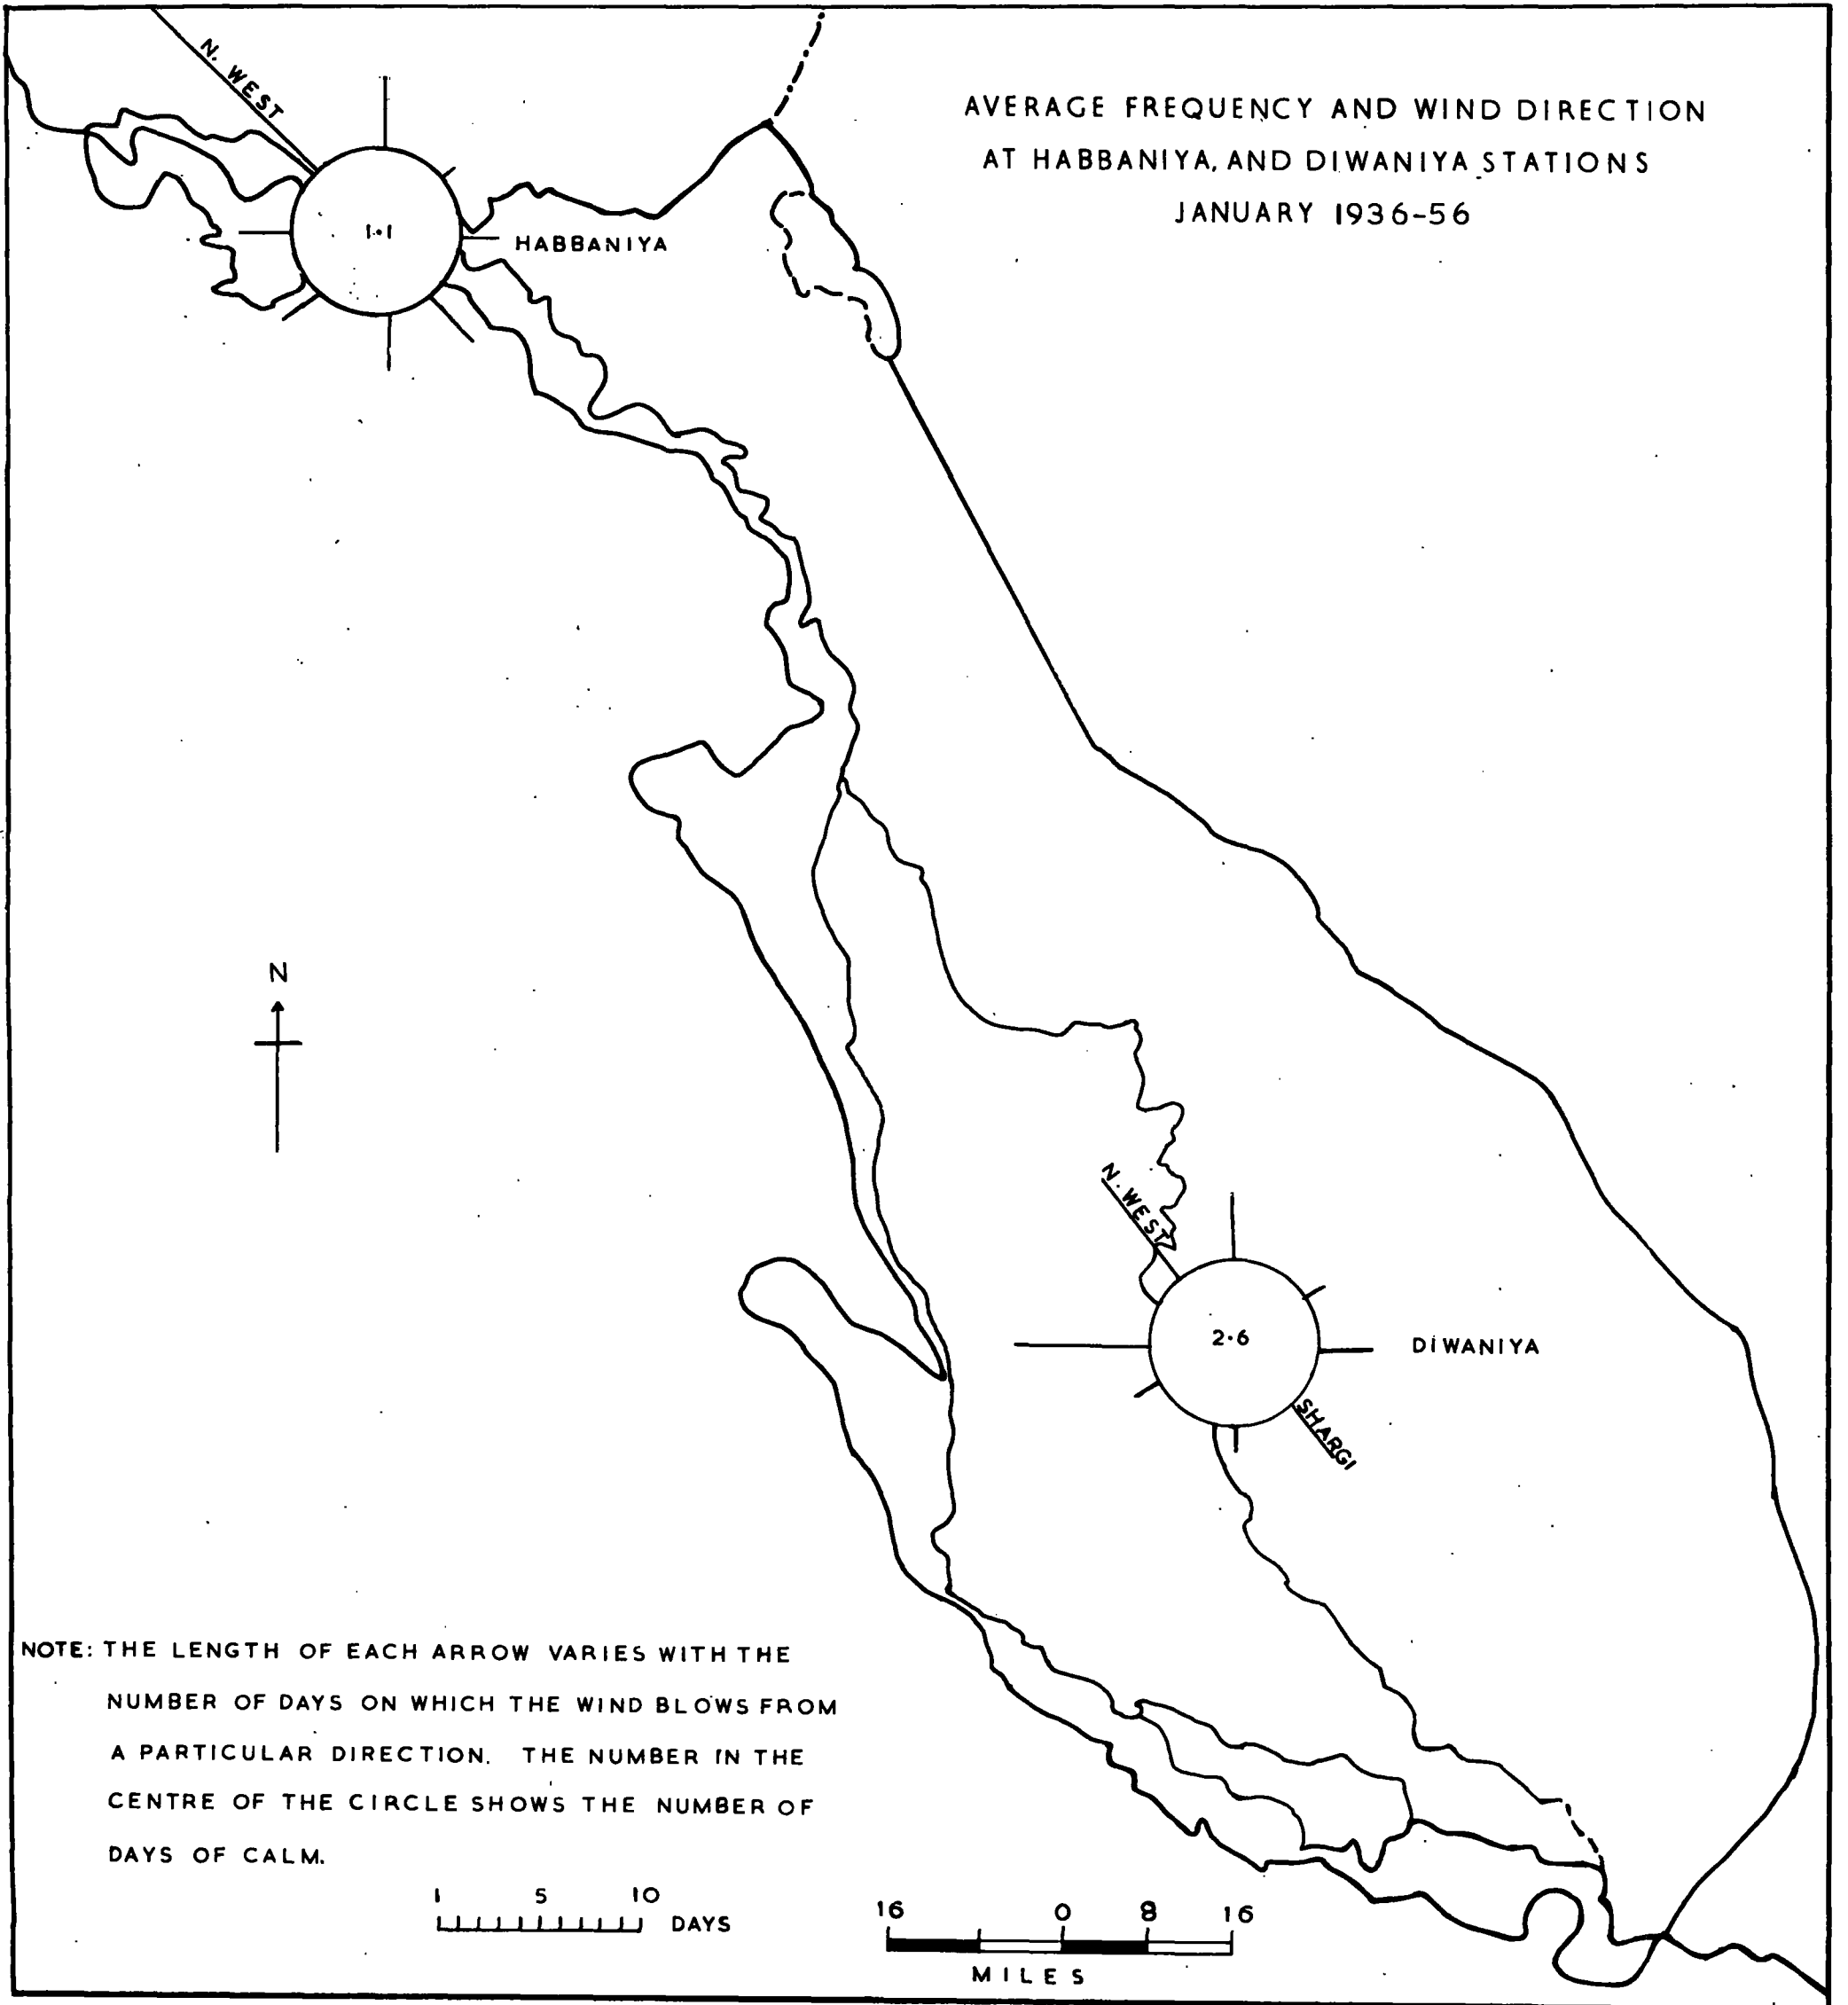 AVERAGE FREQUENCY AND WIND DIRECTION
AT HABBANIYA, AND DIWANIYA STATIONS
JANUARY 1936-56
N. WEST
1·1
HABBANIYA
N
N. WEST
2·6
DIWANIYA
SHARGI
NOTE: THE LENGTH OF EACH ARROW VARIES WITH THE
NUMBER OF DAYS ON WHICH THE WIND BLOWS FROM
A PARTICULAR DIRECTION. THE NUMBER IN THE
CENTRE OF THE CIRCLE SHOWS THE NUMBER OF
DAYS OF CALM.
1 5 10
DAYS
16 0 8 16
MILES